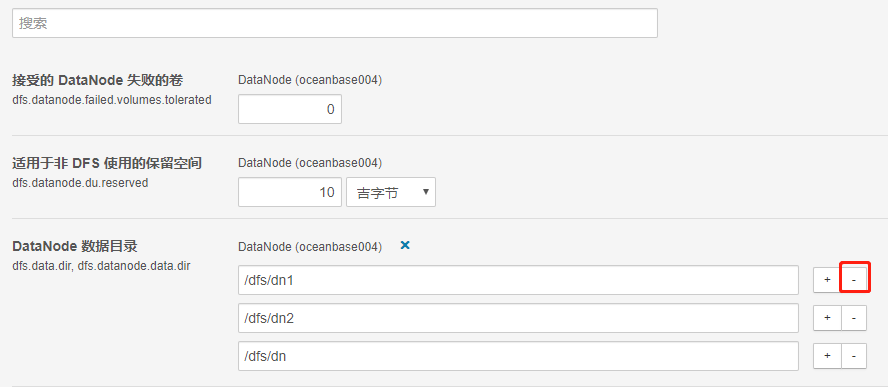 搜索
接受的 DataNode 失败的卷
DataNode (oceanbase004)
dfs.datanode.failed.volumes.tolerated
0
适用于非 DFS 使用的保留空间
DataNode (oceanbase004)
dfs.datanode.du.reserved
10 吉字节
DataNode 数据目录
DataNode (oceanbase004)
dfs.data.dir, dfs.datanode.data.dir
/dfs/dn1 + -
/dfs/dn2 + -
/dfs/dn + -